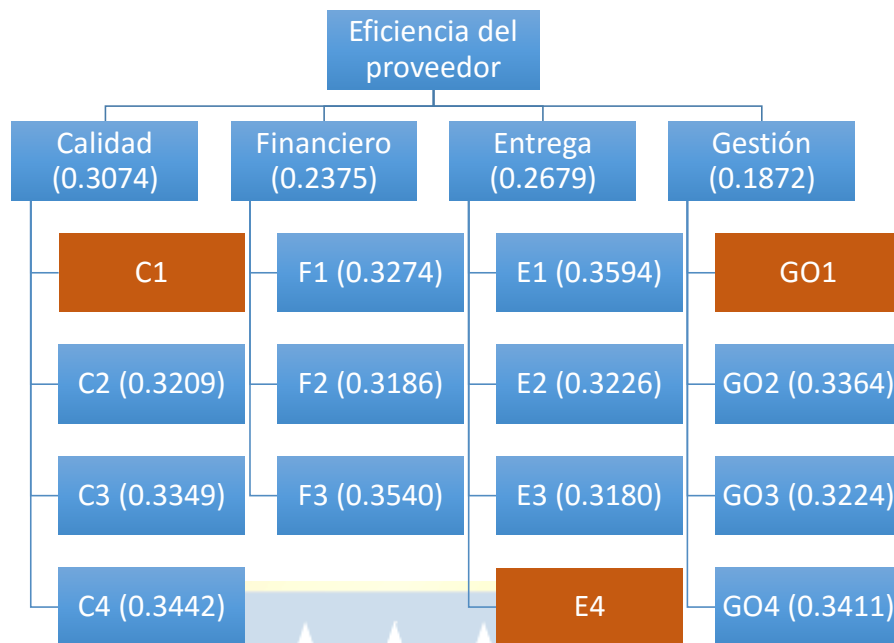 Eficiencia del
proveedor
Calidad
(0.3074)
Financiero
(0.2375)
Entrega
(0.2679)
Gestión
(0.1872)
C1
C2 (0.3209)
C3 (0.3349)
C4 (0.3442)
F1 (0.3274)
F2 (0.3186)
F3 (0.3540)
E1 (0.3594)
E2 (0.3226)
E3 (0.3180)
E4
GO1
GO2 (0.3364)
GO3 (0.3224)
GO4 (0.3411)